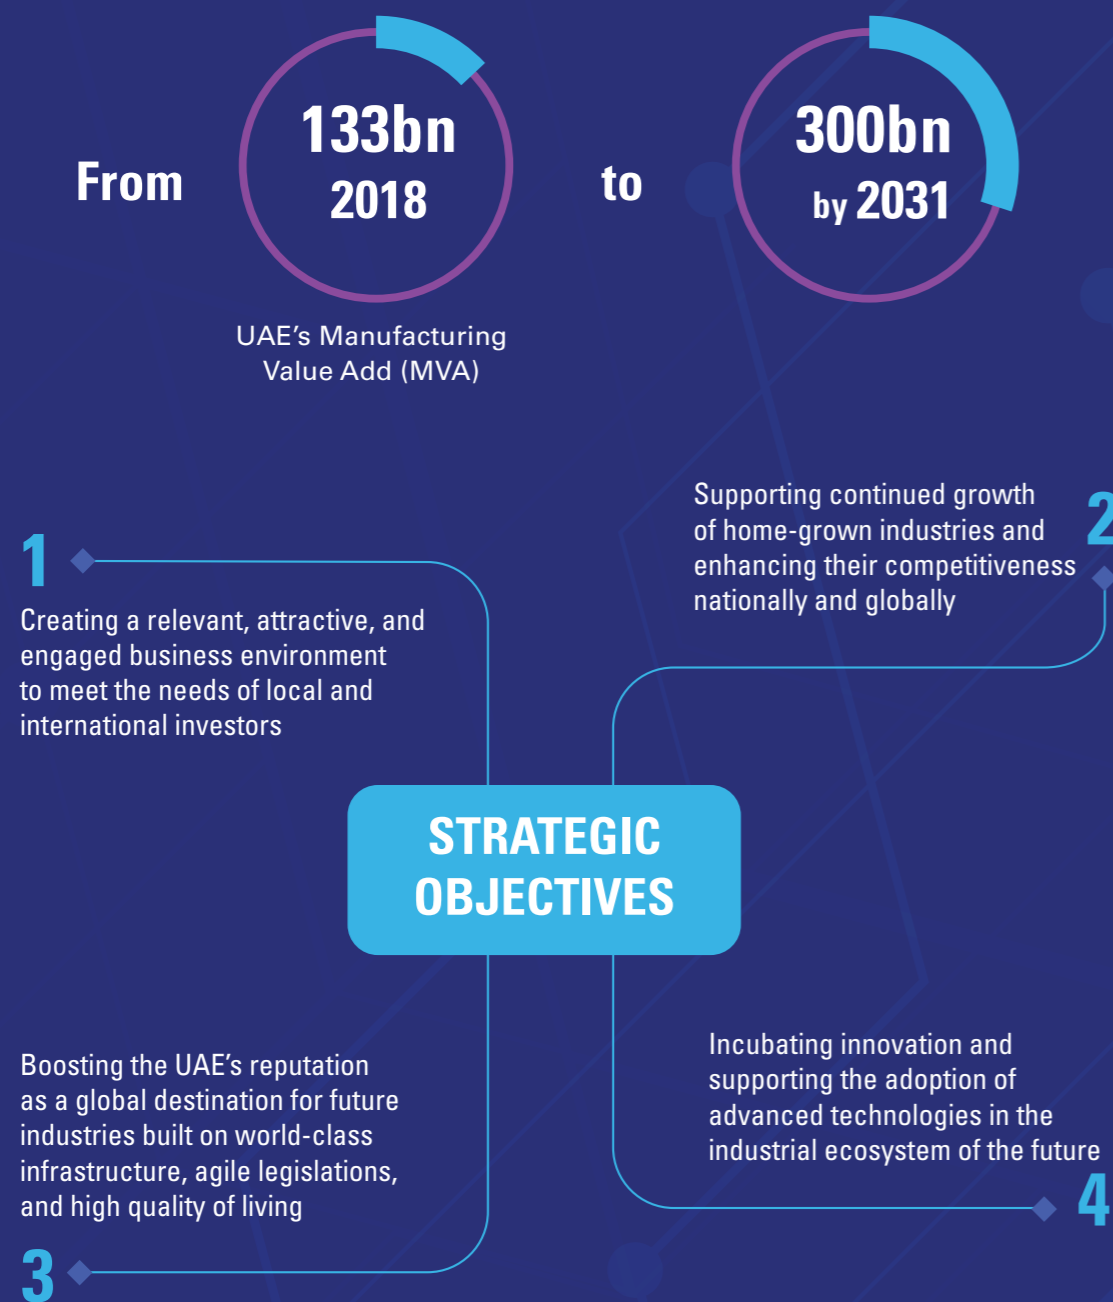 From
133bn
2018
to
300bn
by 2031
UAE's Manufacturing
Value Add (MVA)
1
Creating a relevant, attractive, and
engaged business environment
to meet the needs of local and
international investors
2
Supporting continued growth
of home-grown industries and
enhancing their competitiveness
nationally and globally
STRATEGIC
OBJECTIVES
Boosting the UAE's reputation
as a global destination for future
industries built on world-class
infrastructure, agile legislations,
and high quality of living
3
Incubating innovation and
supporting the adoption of
advanced technologies in the
industrial ecosystem of the future
4